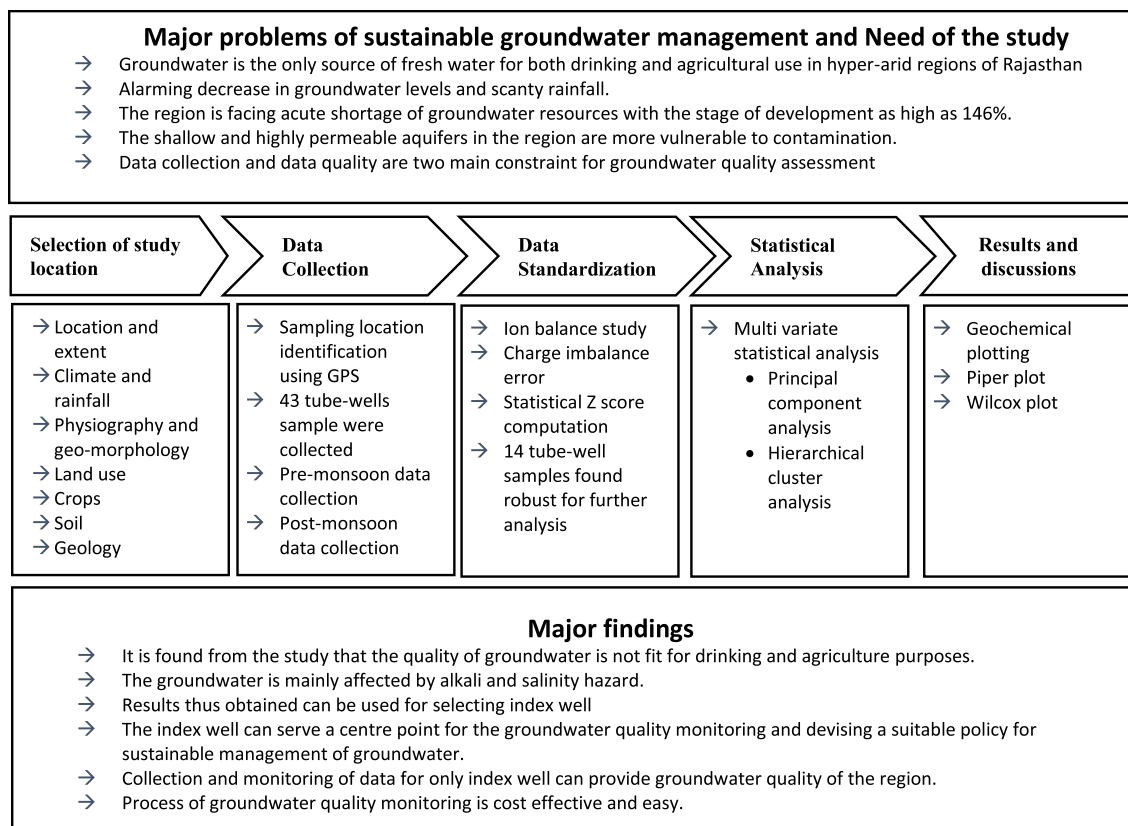 Major problems of sustainable groundwater management and Need of the study
→ Groundwater is the only source of fresh water for both drinking and agricultural use in hyper-arid regions of Rajasthan
→ Alarming decrease in groundwater levels and scanty rainfall.
→ The region is facing acute shortage of groundwater resources with the stage of development as high as 146%.
→ The shallow and highly permeable aquifers in the region are more vulnerable to contamination.
→ Data collection and data quality are two main constraint for groundwater quality assessment
Selection of study
location
→ Location and
extent
→ Climate and
rainfall
→ Physiography and
geo-morphology
→ Land use
→ Crops
→ Soil
→ Geology
Data
Collection
→ Sampling location
identification
using GPS
→ 43 tube-wells
sample were
collected
→ Pre-monsoon data
collection
→ Post-monsoon
data collection
Data
Standardization
→ Ion balance study
→ Charge imbalance
error
→ Statistical Z score
computation
→ 14 tube-well
samples found
robust for further
analysis
Statistical
Analysis
→ Multi variate
statistical analysis
• Principal
component
analysis
• Hierarchical
cluster
analysis
Results and
discussions
→ Geochemical
plotting
→ Piper plot
→ Wilcox plot
Major findings
→ It is found from the study that the quality of groundwater is not fit for drinking and agriculture purposes.
→ The groundwater is mainly affected by alkali and salinity hazard.
→ Results thus obtained can be used for selecting index well
→ The index well can serve a centre point for the groundwater quality monitoring and devising a suitable policy for
sustainable management of groundwater.
→ Collection and monitoring of data for only index well can provide groundwater quality of the region.
→ Process of groundwater quality monitoring is cost effective and easy.